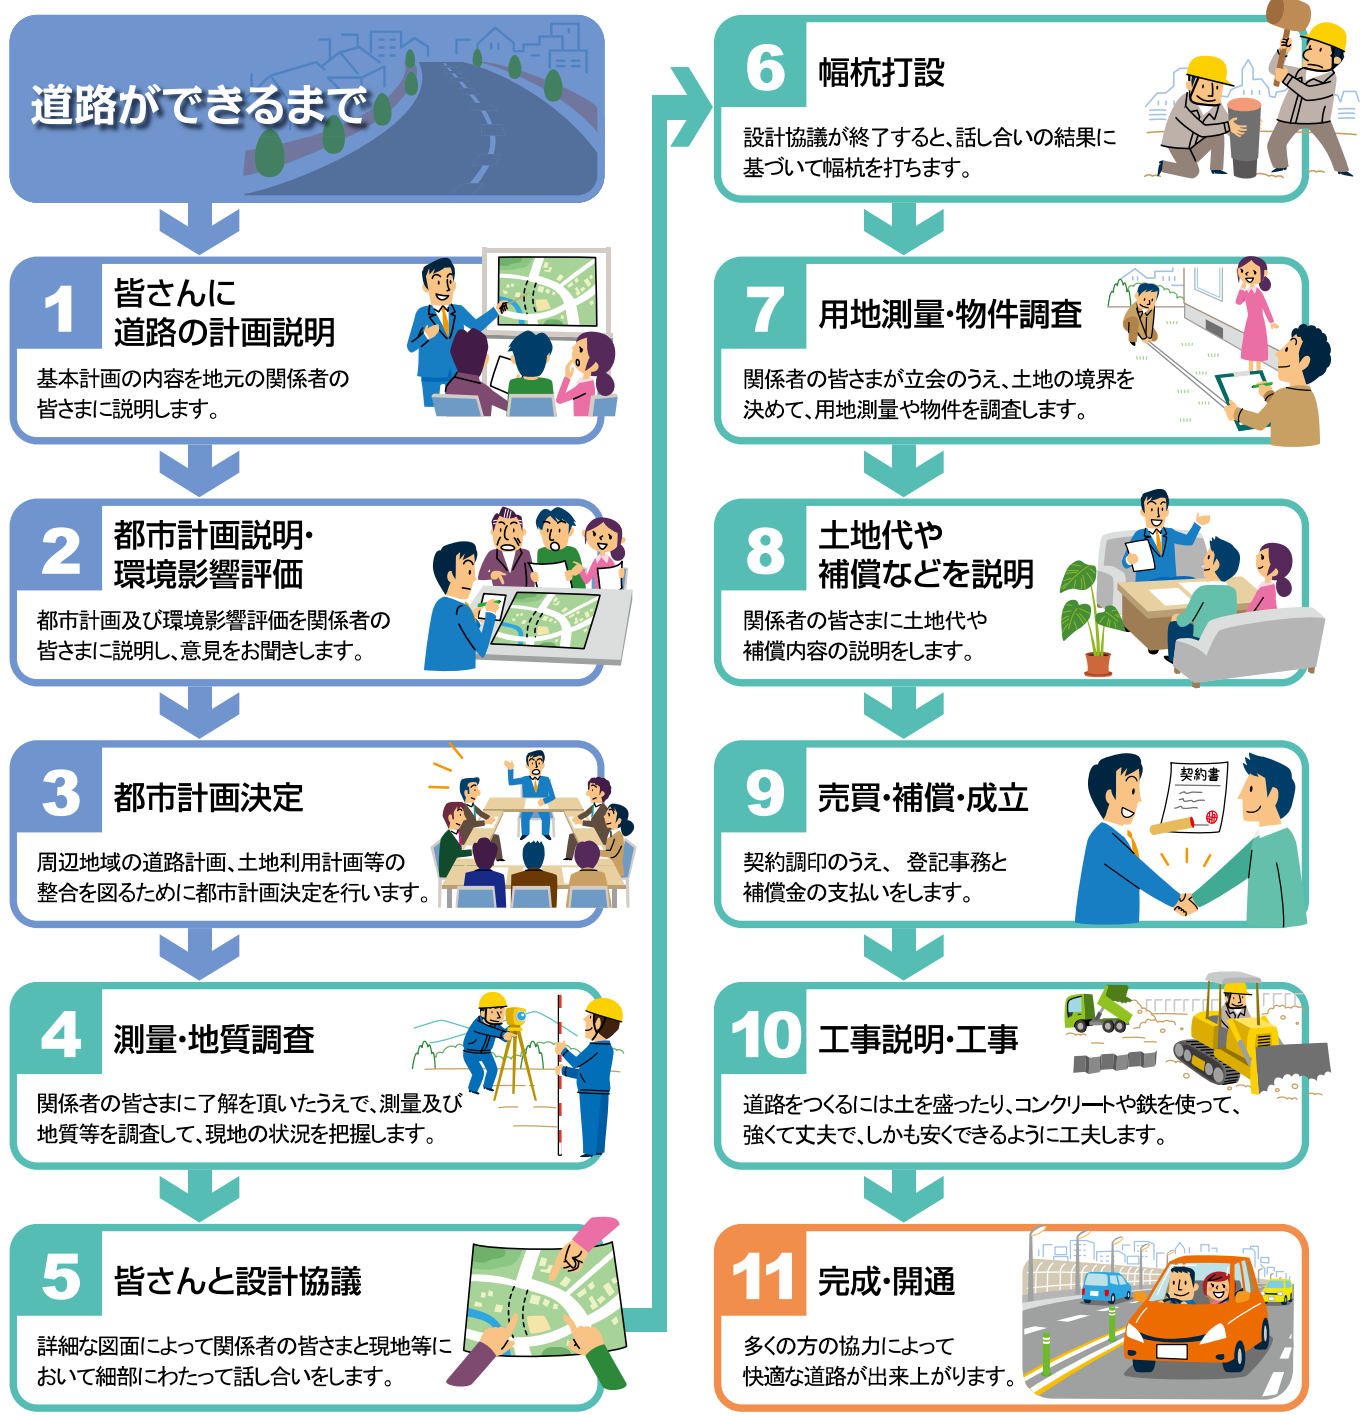 道路ができるまで
1
皆さんに
道路の計画説明
基本計画の内容を地元の関係者の
皆さまに説明します。
2
都市計画説明・
環境影響評価
都市計画及び環境影響評価を関係者の
皆さまに説明し、意見をお聞きします。
3
都市計画決定
周辺地域の道路計画、土地利用計画等の
整合を図るために都市計画決定を行います。
4
測量・地質調査
関係者の皆さまに了解を頂いたうえで、測量及び
地質等を調査して、現地の状況を把握します。
5
皆さんと設計協議
詳細な図面によって関係者の皆さまと現地等に
おいて細部にわたって話し合いをします。
6
幅杭打設
設計協議が終了すると、話し合いの結果に
基づいて幅杭を打ちます。
7
用地測量・物件調査
関係者の皆さまが立会のうえ、土地の境界を
決めて、用地測量や物件を調査します。
8
土地代や
補償などを説明
関係者の皆さまに土地代や
補償内容の説明をします。
9
売買・補償・成立
契約調印のうえ、登記事務と
補償金の支払いをします。
契約書
10
工事説明・工事
道路をつくるには土を盛ったり、コンクリートや鉄を使って、
強くて丈夫で、しかも安くできるように工夫します。
11
完成・開通
多くの方の協力によって
快適な道路が出来上がります。